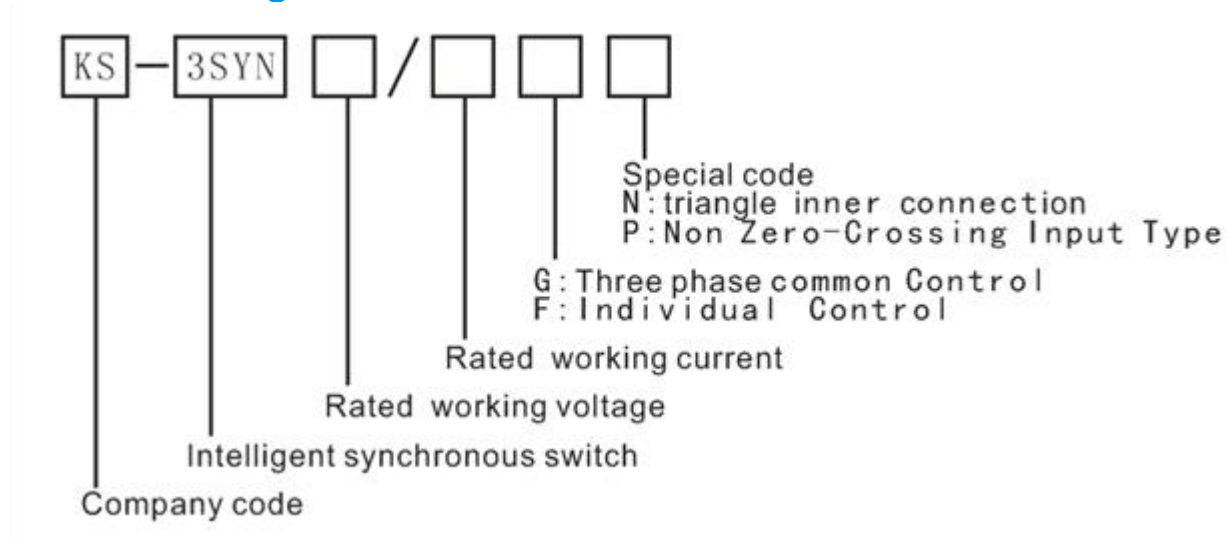 KS-3SYN □/□ □ □
Special code
N:triangle inner connection
P:Non Zero-Crossing Input Type
G:Three phase common Control
F:Individual Control
Rated working current
Rated working voltage
Intelligent synchronous switch
Company code